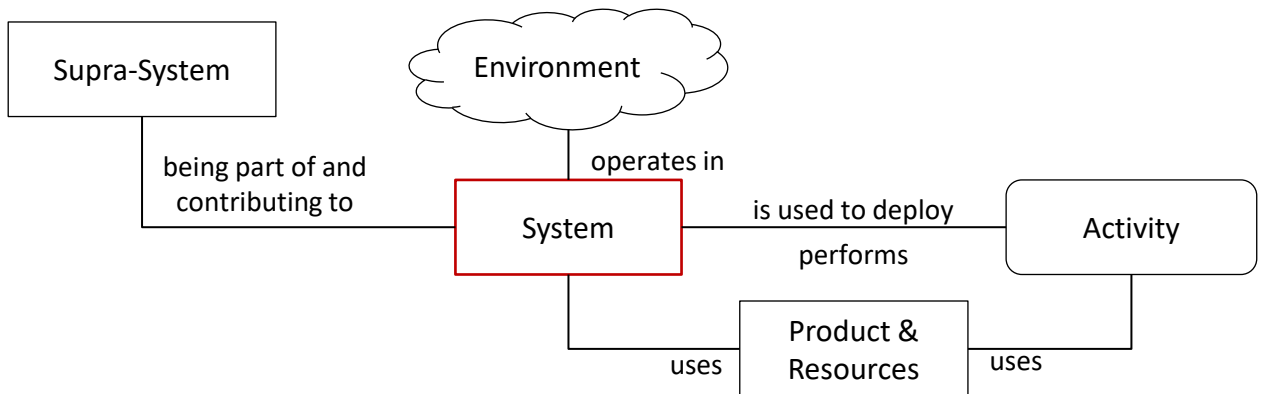 Supra-System
Environment
being part of and
contributing to
operates in
System
is used to deploy
performs
Activity
uses
Product &
Resources
uses